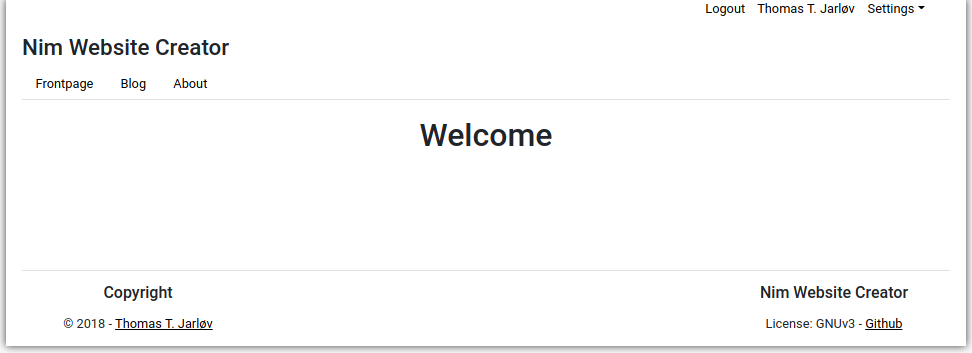 Logout Thomas T. Jarløv Settings
Nim Website Creator
Frontpage Blog About
Welcome
Copyright
© 2018 - Thomas T. Jarløv
Nim Website Creator
License: GNUv3 - Github